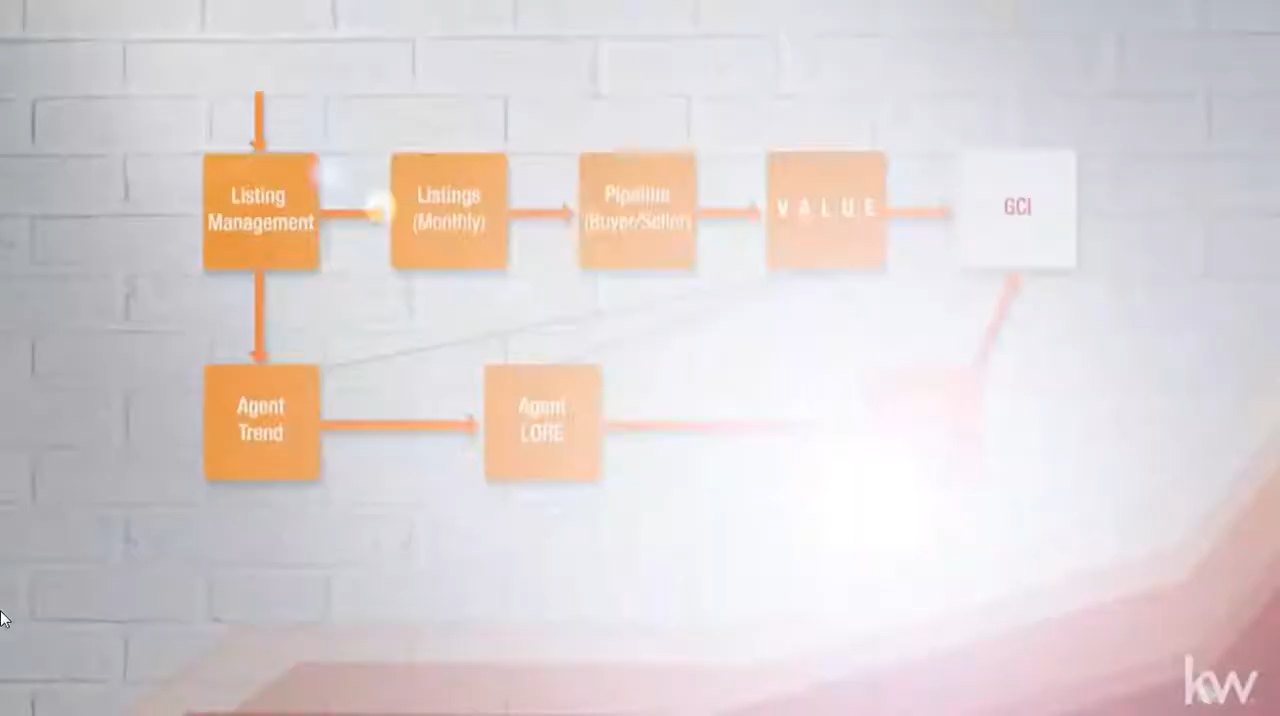 Listing
Management
Listings
(Monthly)
Pipeline
(Buyer/Seller)
V A L U E
GCI
Agent
Trend
Agent
LORE
kw